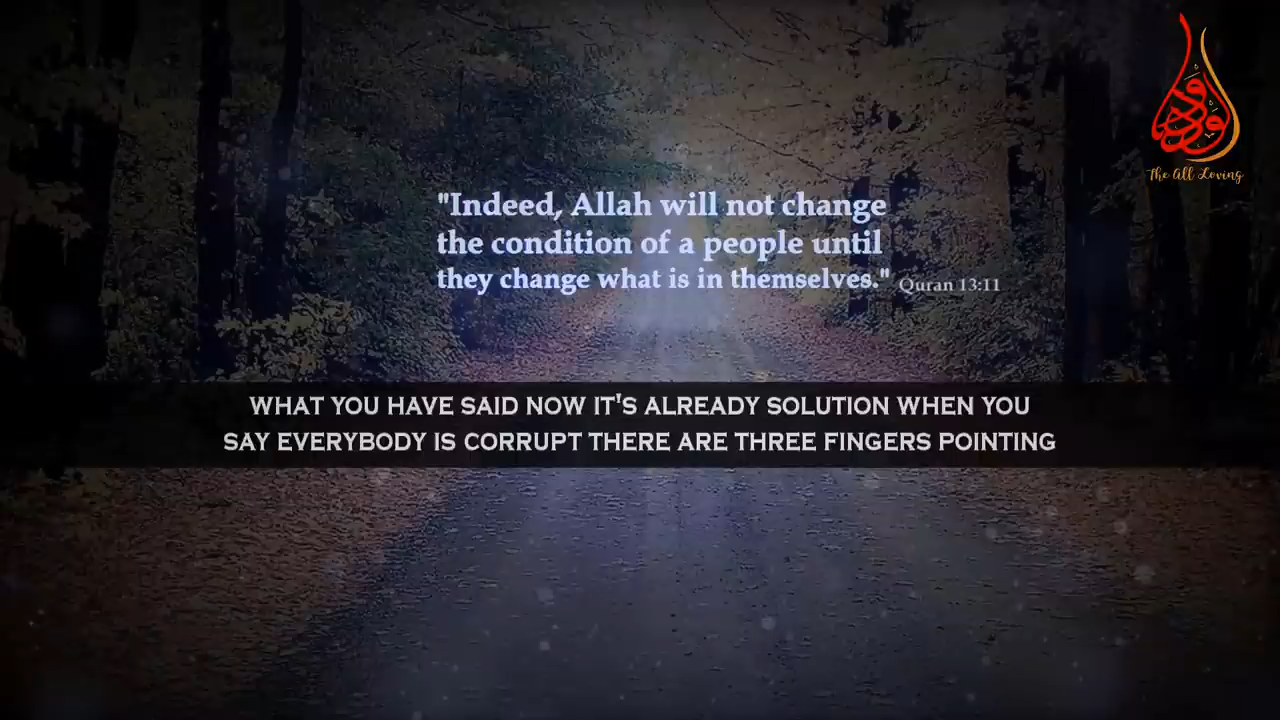 The All Loving
"Indeed, Allah will not change
the condition of a people until
they change what is in themselves." Quran 13:11
WHAT YOU HAVE SAID NOW IT'S ALREADY SOLUTION WHEN YOU
SAY EVERYBODY IS CORRUPT THERE ARE THREE FINGERS POINTING